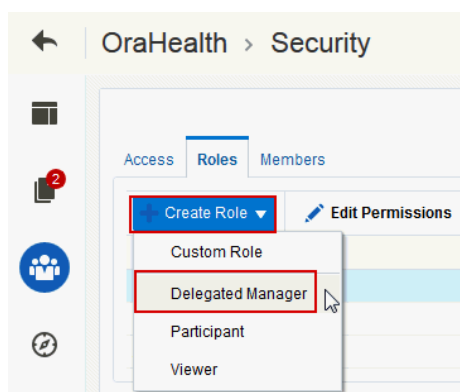 OraHealth > Security
2
Access Roles Members
Create Role Edit Permissions
Custom Role
Delegated Manager
Participant
Viewer